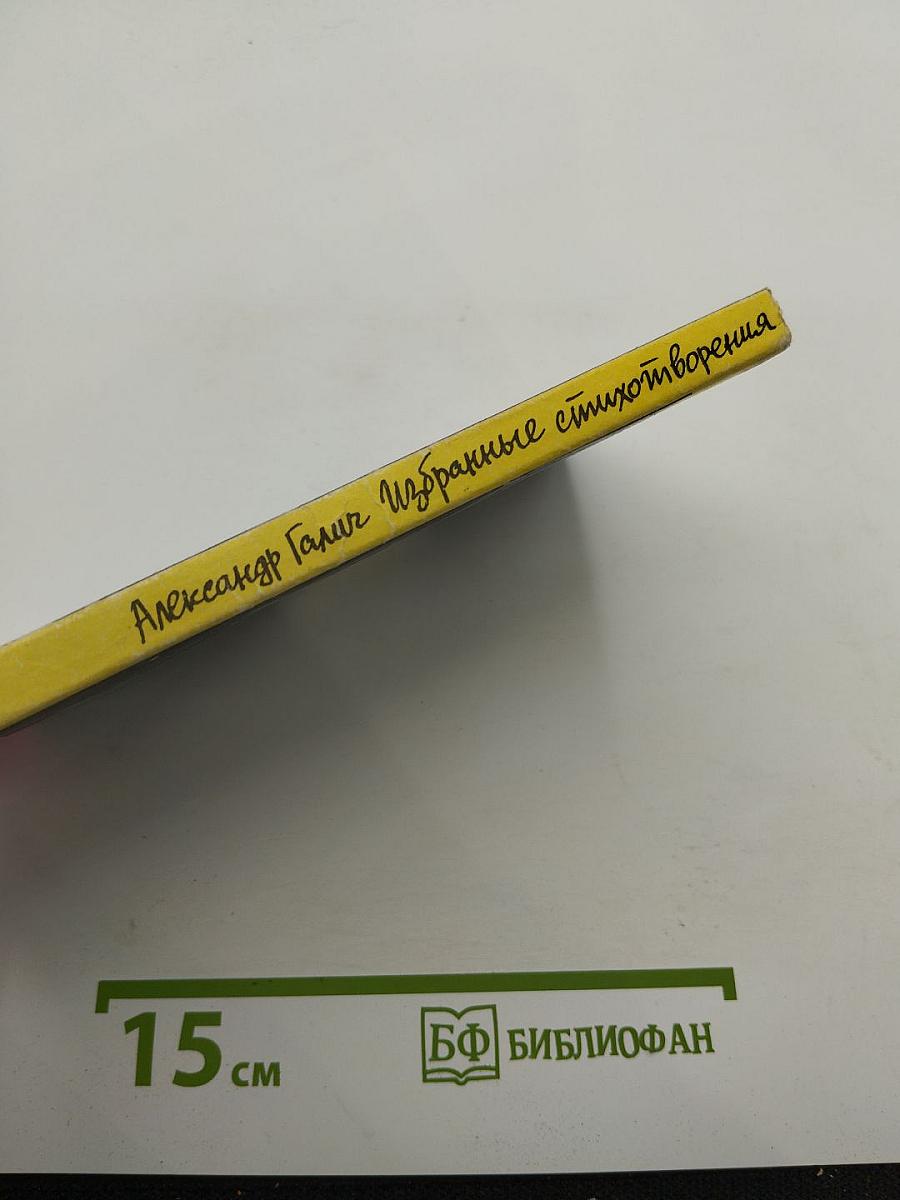 Александр Галич Избранные стихотворения
15 см
БФ БИБЛИОФАН